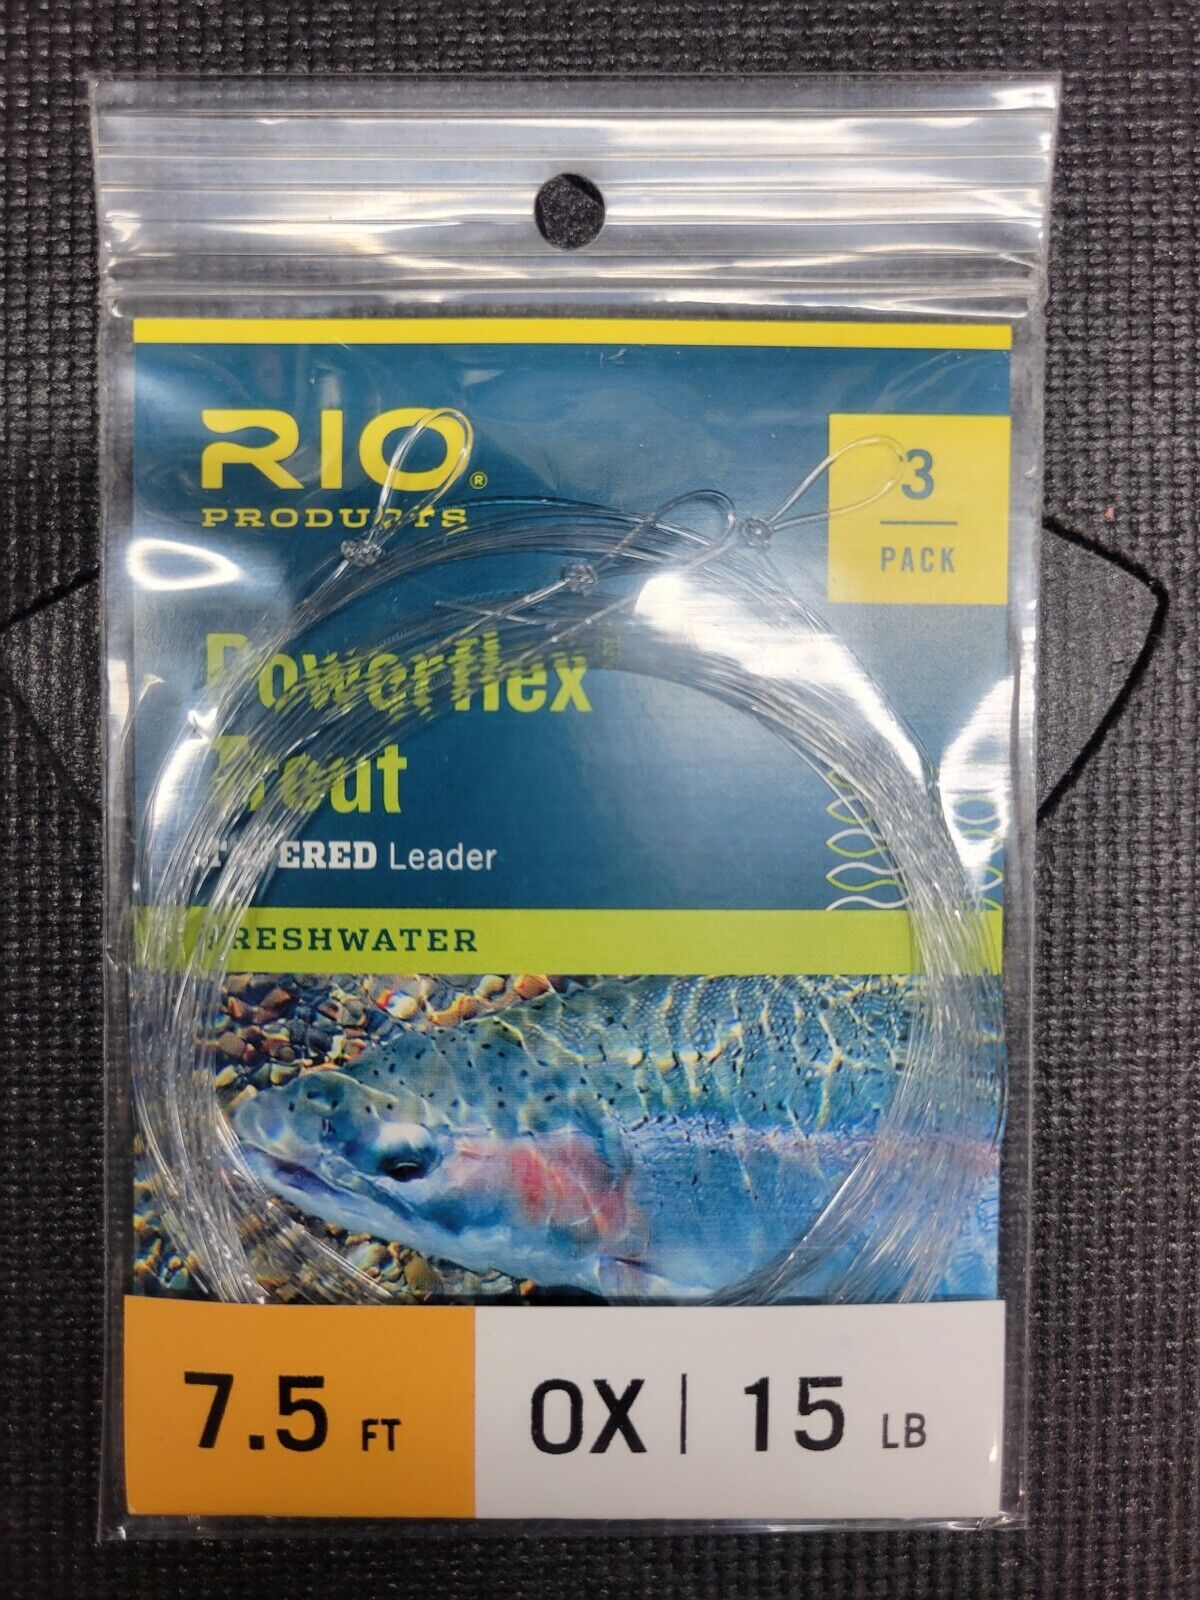 RIO®
PRODUCTS
3
PACK
Powerflex
Trout
TAPERED Leader
FRESHWATER
7.5 FT
0X | 15 LB